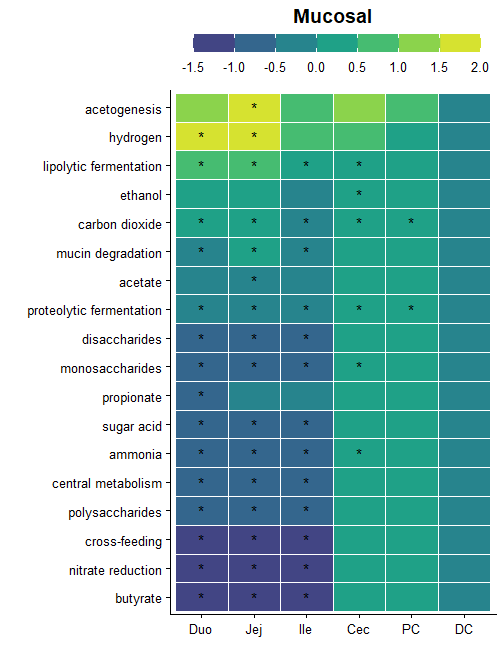 Mucosal
-1.5 -1.0 -0.5 0.0 0.5 1.0 1.5 2.0
acetogenesis *
hydrogen * *
lipolytic fermentation * * * *
ethanol *
carbon dioxide * * * * *
mucin degradation * * *
acetate *
proteolytic fermentation * * * * *
disaccharides * * *
monosaccharides * * * *
propionate *
sugar acid * * *
ammonia * * * *
central metabolism * * *
polysaccharides * * *
cross-feeding * * *
nitrate reduction * * *
butyrate * * *
Duo Jej Ile Cec PC DC